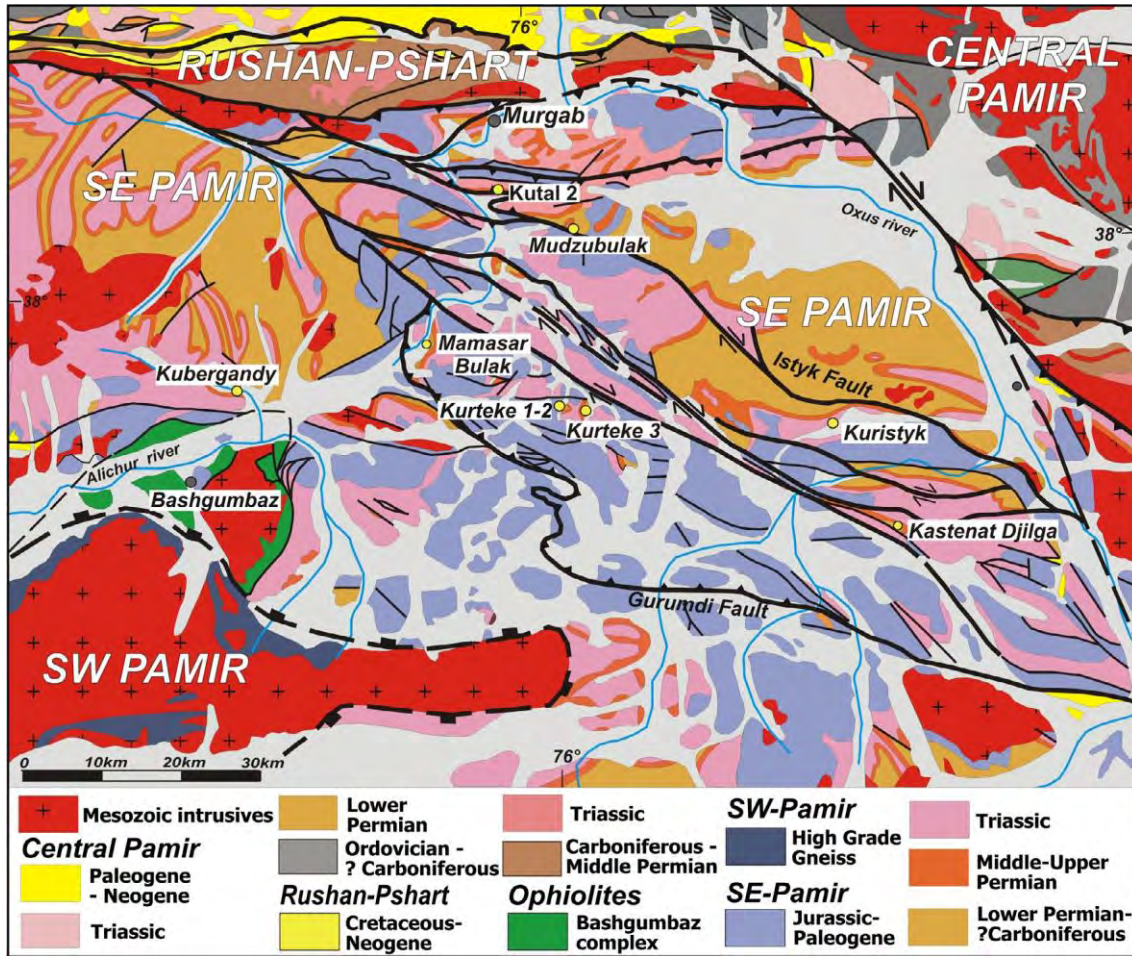 76°
RUSHAN-PSHART
CENTRAL
PAMIR
Murgab
SE PAMIR
Kutal 2
Oxus river
Mudzubulak
38°
38°
SE PAMIR
Mamasar
Bulak
Istyk Fault
Kubergandy
Kurteke 1-2
Kurteke 3
Kuristyk
Alichur river
Bashgumbaz
Kastenat Djilga
Gurumdi Fault
SW PAMIR
76°
0 10km 20km 30km
Mesozoic intrusives
Central Pamir
Paleogene
- Neogene
Triassic
Lower
Permian
Ordovician -
? Carboniferous
Rushan-Pshart
Cretaceous-
Neogene
Triassic
Carboniferous -
Middle Permian
Ophiolites
Bashgumbaz
complex
SW-Pamir
High Grade
Gneiss
SE-Pamir
Jurassic-
Paleogene
Triassic
Middle-Upper
Permian
Lower Permian-
?Carboniferous